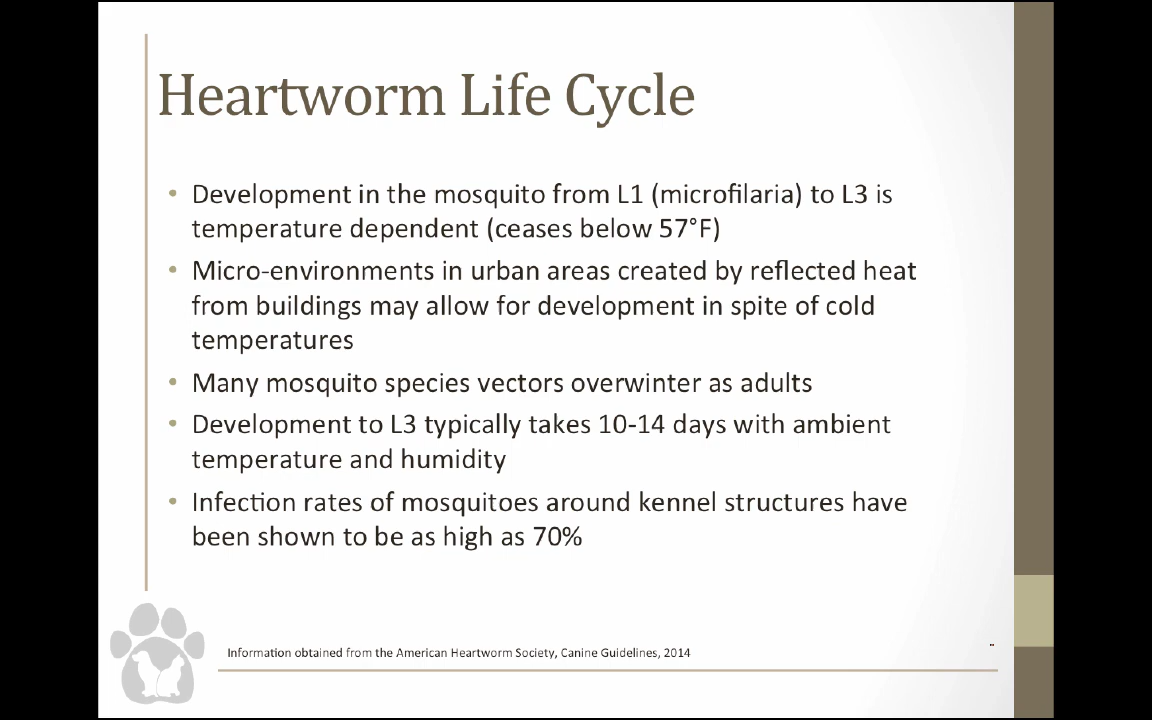 Heartworm Life Cycle
• Development in the mosquito from L1 (microfilaria) to L3 is
temperature dependent (ceases below 57°F)
• Micro-environments in urban areas created by reflected heat
from buildings may allow for development in spite of cold
temperatures
• Many mosquito species vectors overwinter as adults
• Development to L3 typically takes 10-14 days with ambient
temperature and humidity
• Infection rates of mosquitoes around kennel structures have
been shown to be as high as 70%
Information obtained from the American Heartworm Society, Canine Guidelines, 2014